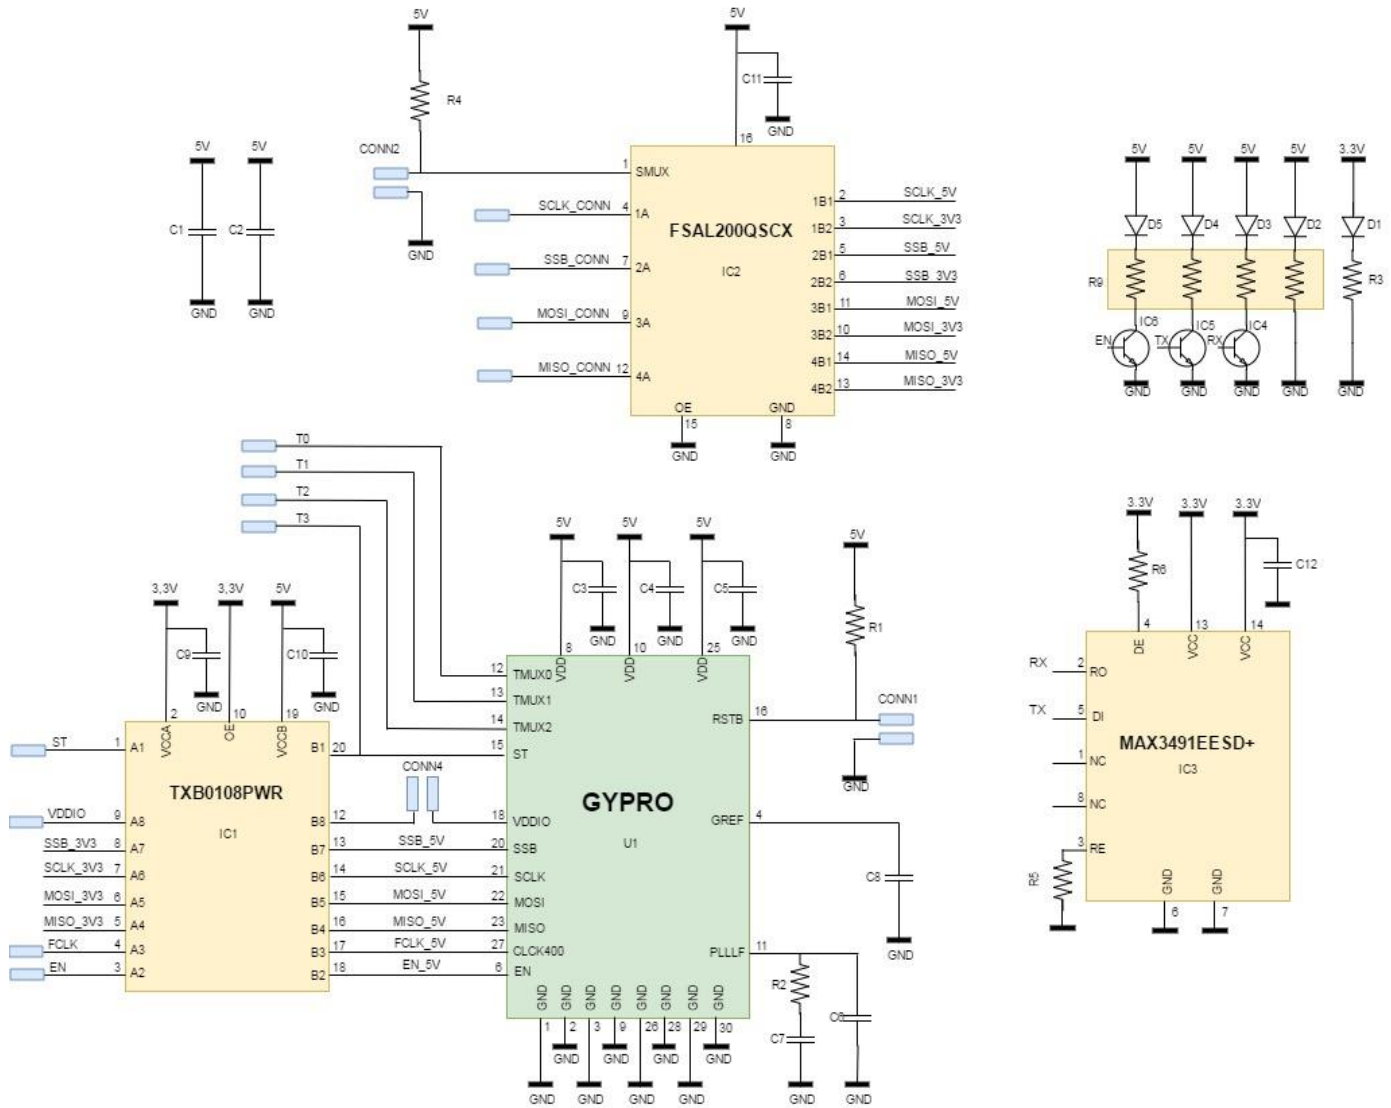 5V
R4
CONN2
GND
5V
C1
GND
5V
C2
GND
5V
C11
GND
16
1 SMUX
SCLK_CONN 4 1A
SSB_CONN 7 2A
MOSI_CONN 9 3A
MISO_CONN 12 4A
FSAL200QSCX
IC2
1B1 2 SCLK_5V
1B2 3 SCLK_3V3
2B1 5 SSB_5V
2B2 6 SSB_3V3
3B1 11 MOSI_5V
3B2 10 MOSI_3V3
4B1 14 MISO_5V
4B2 13 MISO_3V3
OE
15
GND
GND
8
GND
5V 5V 5V 5V 3.3V
D5 D4 D3 D2 D1
R9
R3
IC6 IC5 IC4
EN TX RX
GND GND GND GND GND
T0
T1
T2
T3
3,3V
C9
GND
2
VCCA
3,3V
10
OE
5V
C10
GND
19
VCCB
ST 1 A1
VDDIO 9 A8
SSB_3V3 8 A7
SCLK_3V3 7 A6
MOSI_3V3 6 A5
MISO_3V3 5 A4
FCLK 4 A3
EN 3 A2
TXB0108PWR
IC1
B1 20
B8 12
B7 13 SSB_5V
B6 14 SCLK_5V
B5 15 MOSI_5V
B4 16 MISO_5V
B3 17 FCLK_5V
B2 18 EN_5V
CONN4
5V
C3
GND
8
VDD
5V
C4
GND
10
VDD
5V
C5
GND
25
VDD
12 TMUX0
13 TMUX1
14 TMUX2
15 ST
18 VDDIO
20 SSB
21 SCLK
22 MOSI
23 MISO
27 CLCK400
6 EN
GYPRO
U1
RSTB 16
GREF 4
PLLLF 11
5V
R1
CONN1
GND
C8
GND
R2
C7
C6
GND
GND
GND GND GND GND GND GND GND GND
1 2 3 9 26 28 29 30
GND GND GND GND
GND GND GND GND
3.3V 3.3V 3.3V
R6
C12
4 13 14
DE VCC VCC
RX 2 RO
TX 5 DI
1 NC
8 NC
3 RE
R5
MAX3491EESD+
IC3
GND GND
6 7